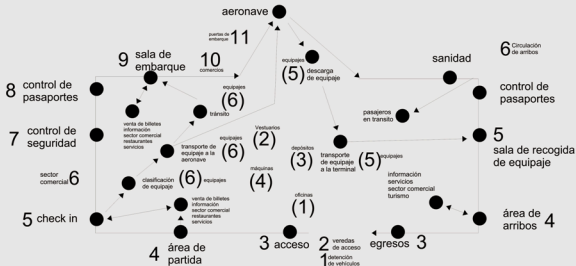 aeronave
puertas de
embarque
11
10
comercios
9
sala de
embarque
8
control de
pasaportes
7
control de
seguridad
sector
comercial
6
5 check in
4
área de
partida
3 acceso
2
veredas
de acceso
1
detención
de vehículos
egresos 3
área de
arribos
4
5
sala de recogida
de equipaje
control de
pasaportes
sanidad
6
Circulación
de arribos
pasajeros
en transito
información
servicios
sector comercial
turismo
equipajes
(5)
descarga
de equipaje
transporte
de equipaje
a la terminal
(5)
equipajes
equipajes
(6)
tránsito
venta de billetes
información
sector comercial
restaurantes
servicios
transporte de
equipaje a la
aeronave
equipajes
(6)
clasificación
de equipaje
(6)
equipajes
venta de billetes
información
sector comercial
restaurantes
servicios
Vestuarios
(2)
depósitos
(3)
máquinas
(4)
oficinas
(1)